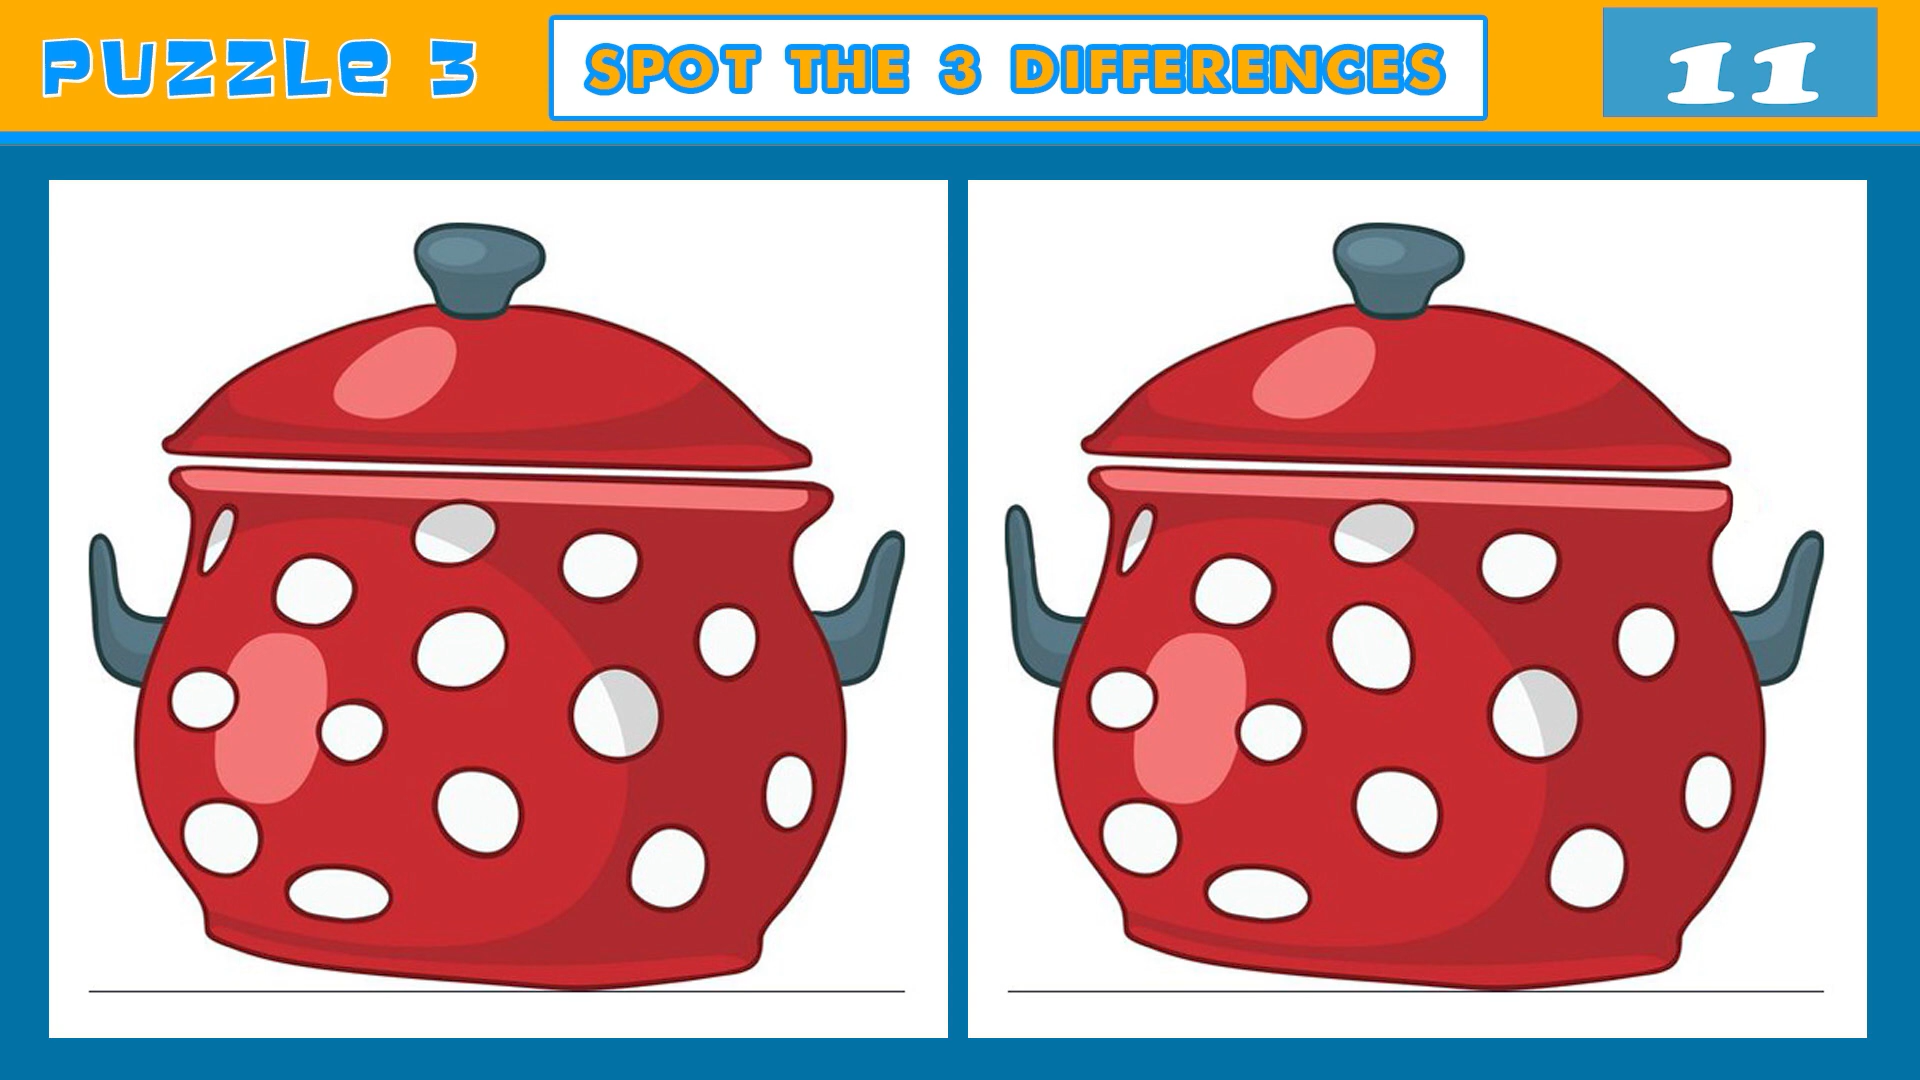 PUZZLE 3
SPOT THE 3 DIFFERENCES
11